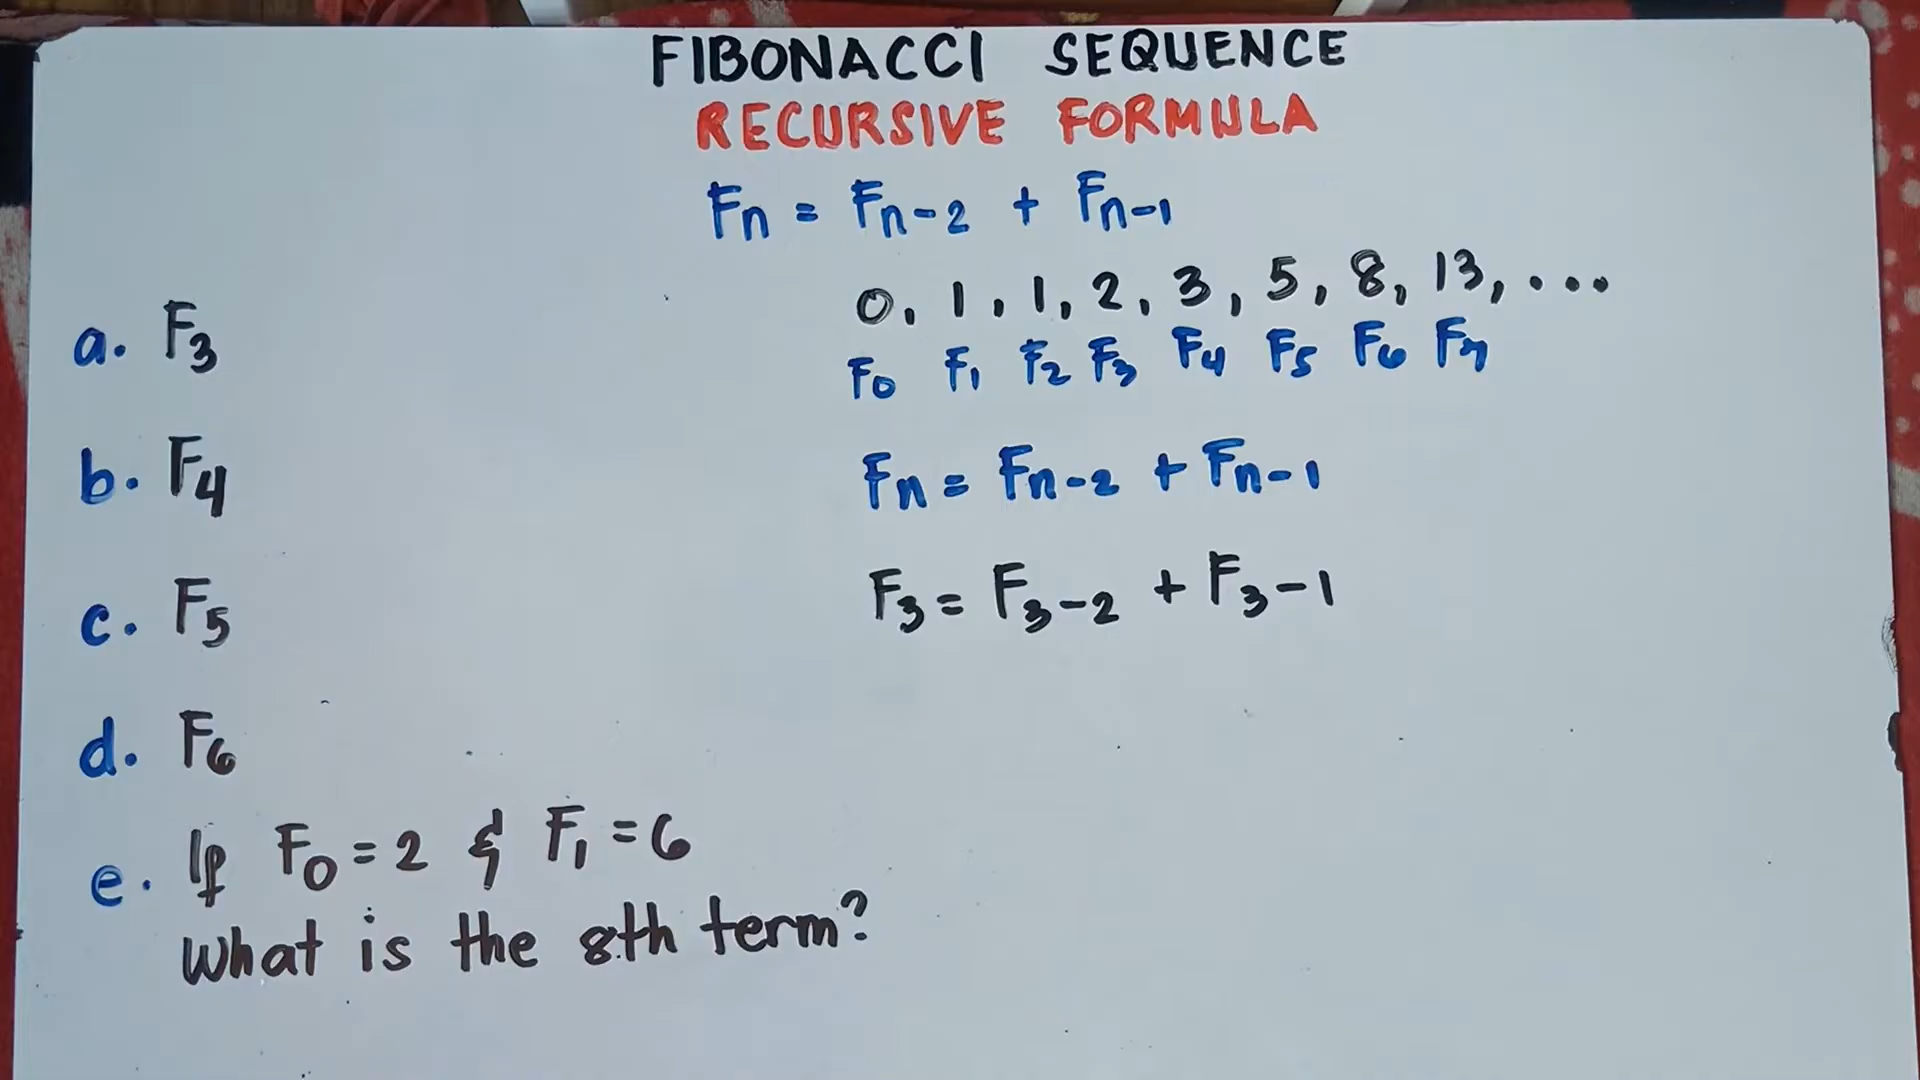 FIBONACCI SEQUENCE
RECURSIVE FORMULA
Fn = Fn-2 + Fn-1
0, 1, 1, 2, 3, 5, 8, 13, ...
F0 F1 F2 F3 F4 F5 F6 F7
Fn = Fn-2 + Fn-1
F3 = F3-2 + F3-1
a. F3
b. F4
c. F5
d. F6
e. If F0 = 2 & F1 = 6
What is the 8th term?